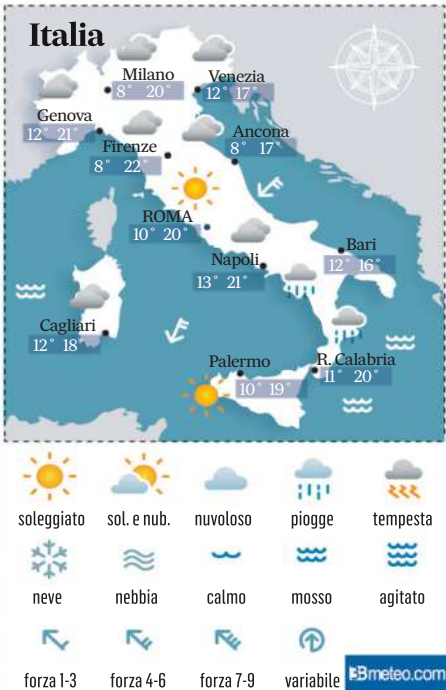 Italia
Milano
8° 20°
Venezia
12° 17°
Genova
12° 21°
Firenze
8° 22°
Ancona
8° 17°
ROMA
10° 20°
Napoli
13° 21°
Bari
12° 16°
Cagliari
12° 18°
Palermo
10° 19°
R. Calabria
11° 20°
soleggiato
sol. e nub.
nuvoloso
piogge
tempesta
neve
nebbia
calmo
mosso
agitato
forza 1-3
forza 4-6
forza 7-9
variabile
3Bmeteo.com